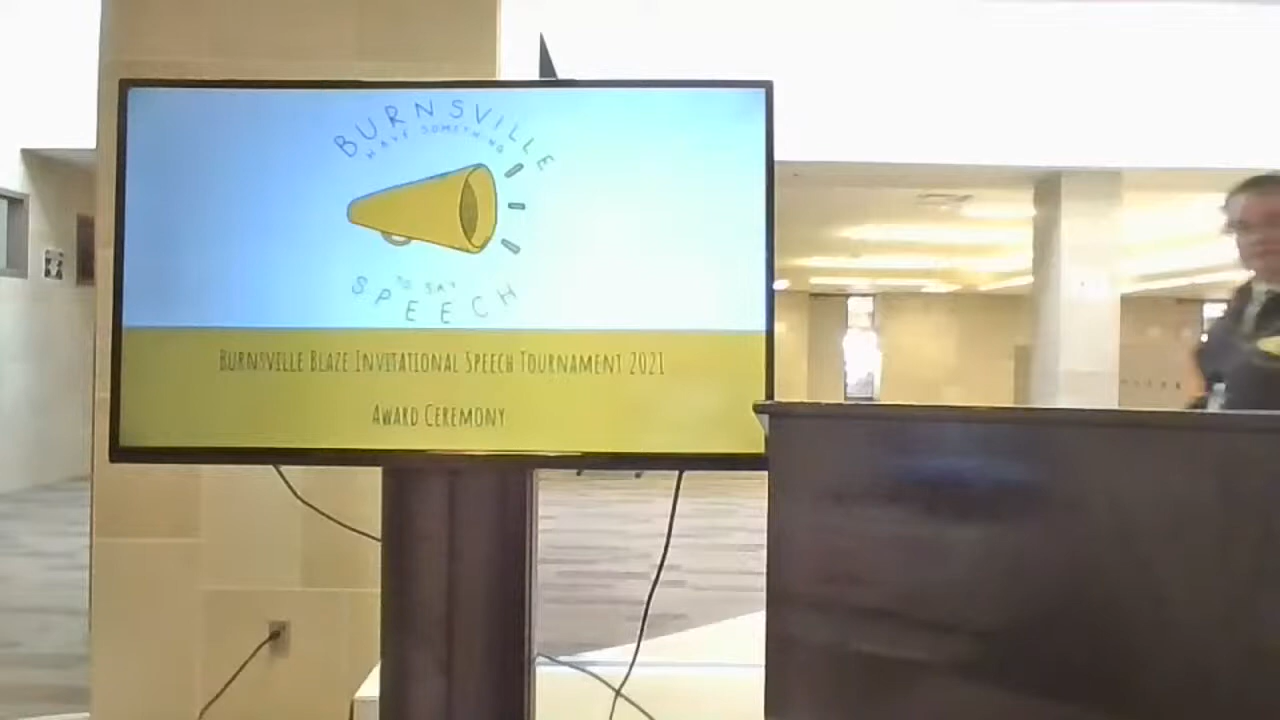 BURNSVILLE
HAVE SOMETHING
TO SAY
SPEECH
BURNSVILLE BLAZE INVITATIONAL SPEECH TOURNAMENT 2021
AWARD CEREMONY